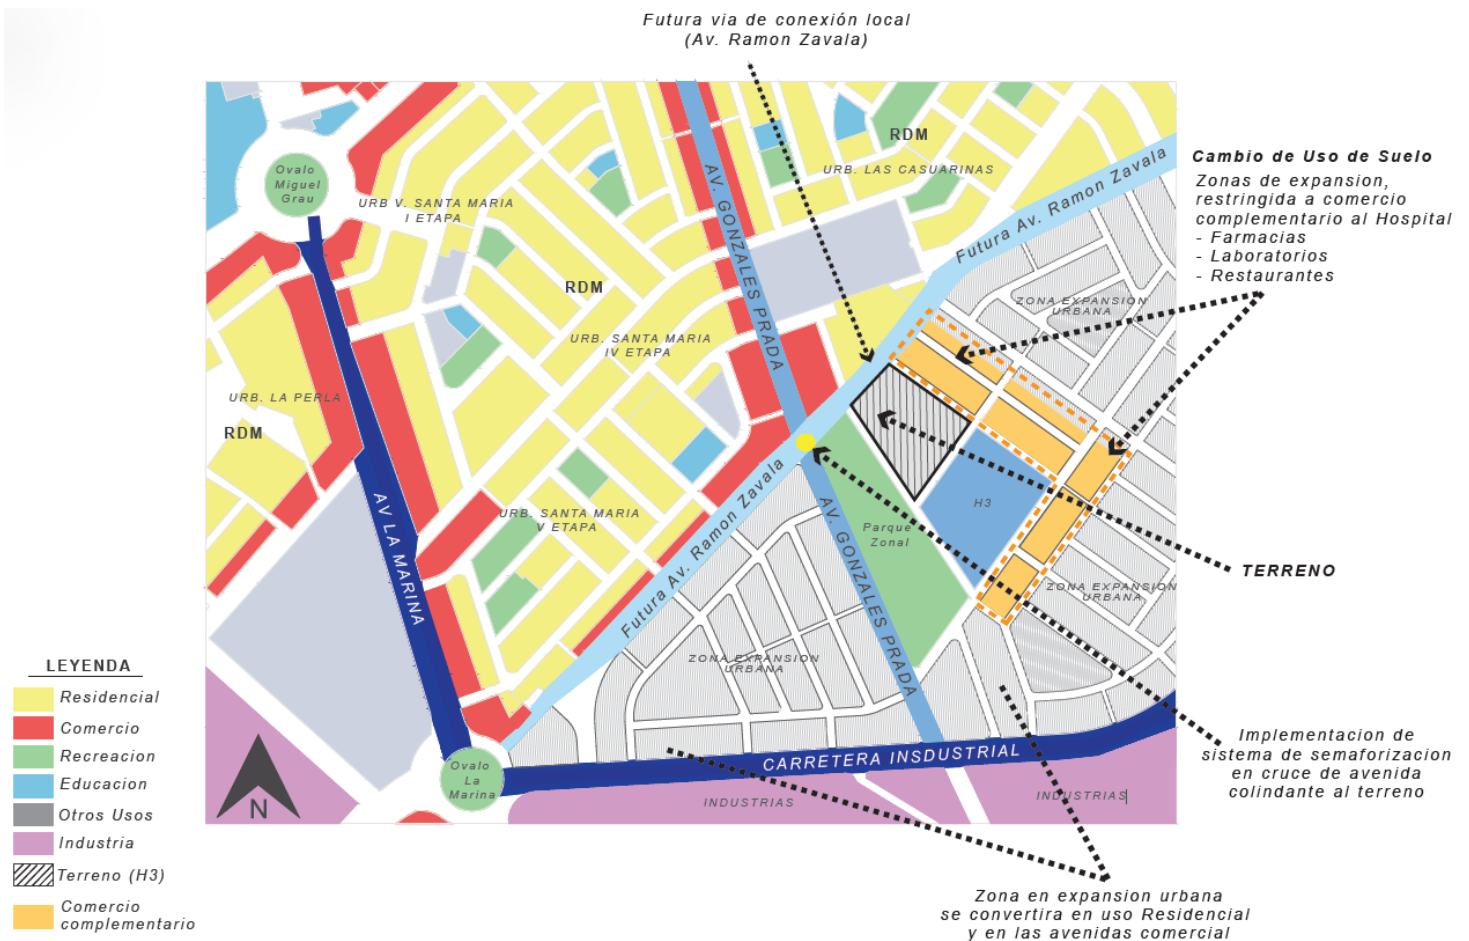 Futura via de conexión local
(Av. Ramon Zavala)
Ovalo
Miguel
Grau
URB V. SANTA MARIA
I ETAPA
RDM
URB. LAS CASUARINAS
Futura Av. Ramon Zavala
Cambio de Uso de Suelo
Zonas de expansion,
restringida a comercio
complementario al Hospital
- Farmacias
- Laboratorios
- Restaurantes
AV. GONZALES PRADA
RDM
URB. SANTA MARIA
IV ETAPA
ZONA EXPANSION
URBANA
URB. LA PERLA
RDM
AV LA MARINA
URB. SANTA MARIA
V ETAPA
Futura Av. Ramon Zavala
Parque
Zonal
H3
AV. GONZALES PRADA
TERRENO
ZONA EXPANSION
URBANA
ZONA EXPANSION
URBANA
Ovalo
La
Marina
CARRETERA INSDUSTRIAL
INDUSTRIAS
INDUSTRIAS
Implementacion de
sistema de semaforizacion
en cruce de avenida
colindante al terreno
Zona en expansion urbana
se convertira en uso Residencial
y en las avenidas comercial
LEYENDA
Residencial
Comercio
Recreacion
Educacion
Otros Usos
Industria
Terreno (H3)
Comercio
complementario
N